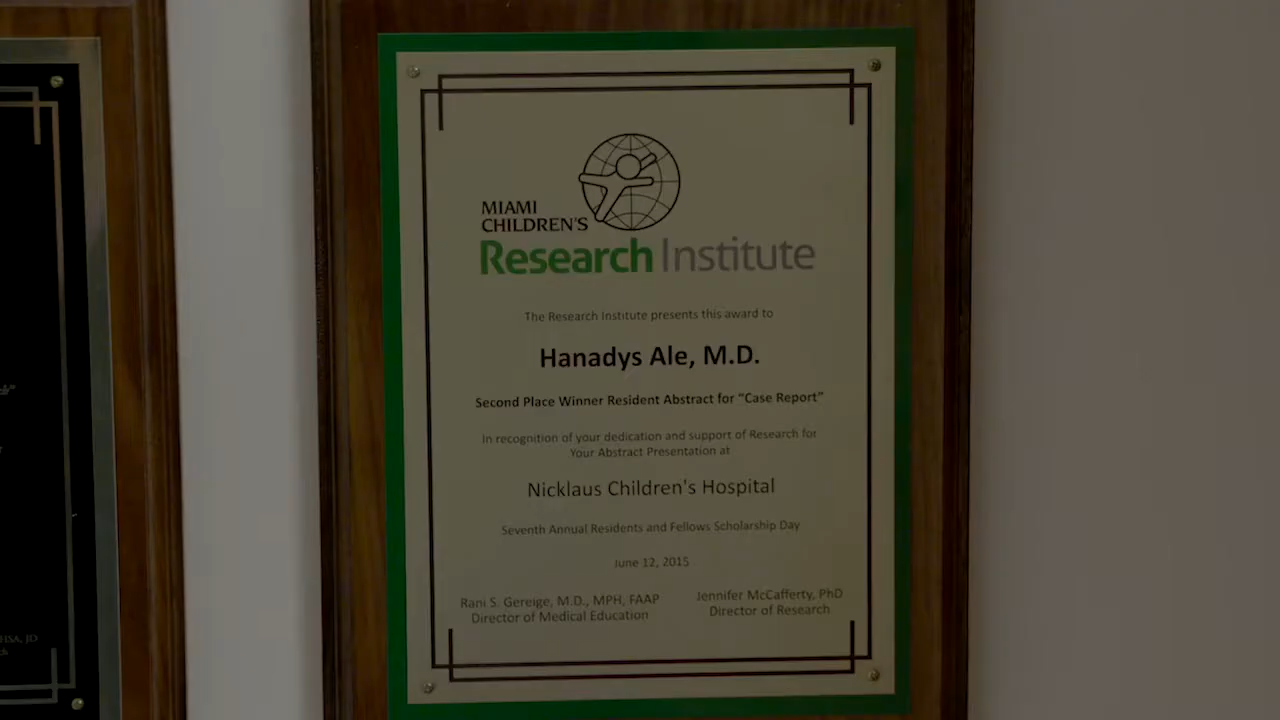 MIAMI
CHILDREN'S
Research Institute
The Research Institute presents this award to
Hanadys Ale, M.D.
Second Place Winner Resident Abstract for “Case Report”
In recognition of your dedication and support of Research for
Your Abstract Presentation at
Nicklaus Children's Hospital
Seventh Annual Residents and Fellows Scholarship Day
June 12, 2015
Rani S. Gereige, M.D., MPH, FAAP
Director of Medical Education
Jennifer McCafferty, PhD
Director of Research
HSA, JD